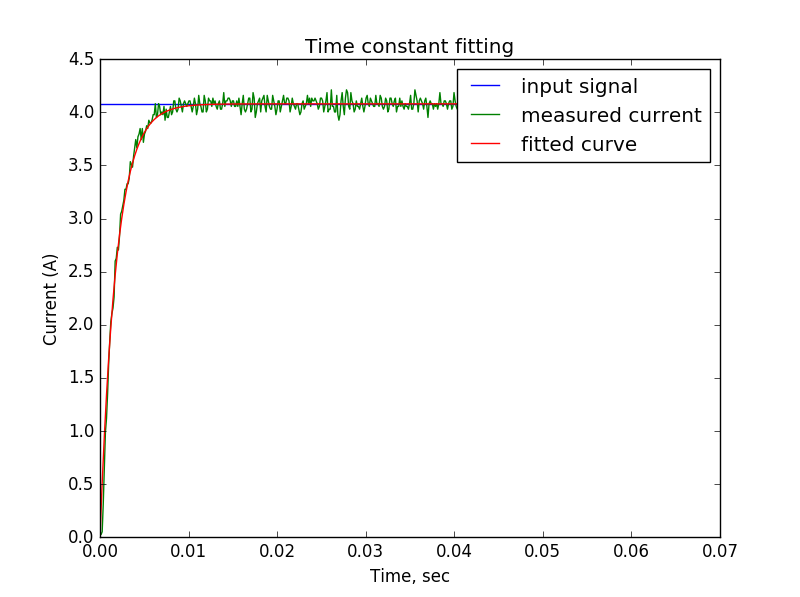 Time constant fitting
4.5
4.0
3.5
3.0
2.5
2.0
1.5
1.0
0.5
0.0
Current (A)
input signal
measured current
fitted curve
0.00 0.01 0.02 0.03 0.04 0.05 0.06 0.07
Time, sec